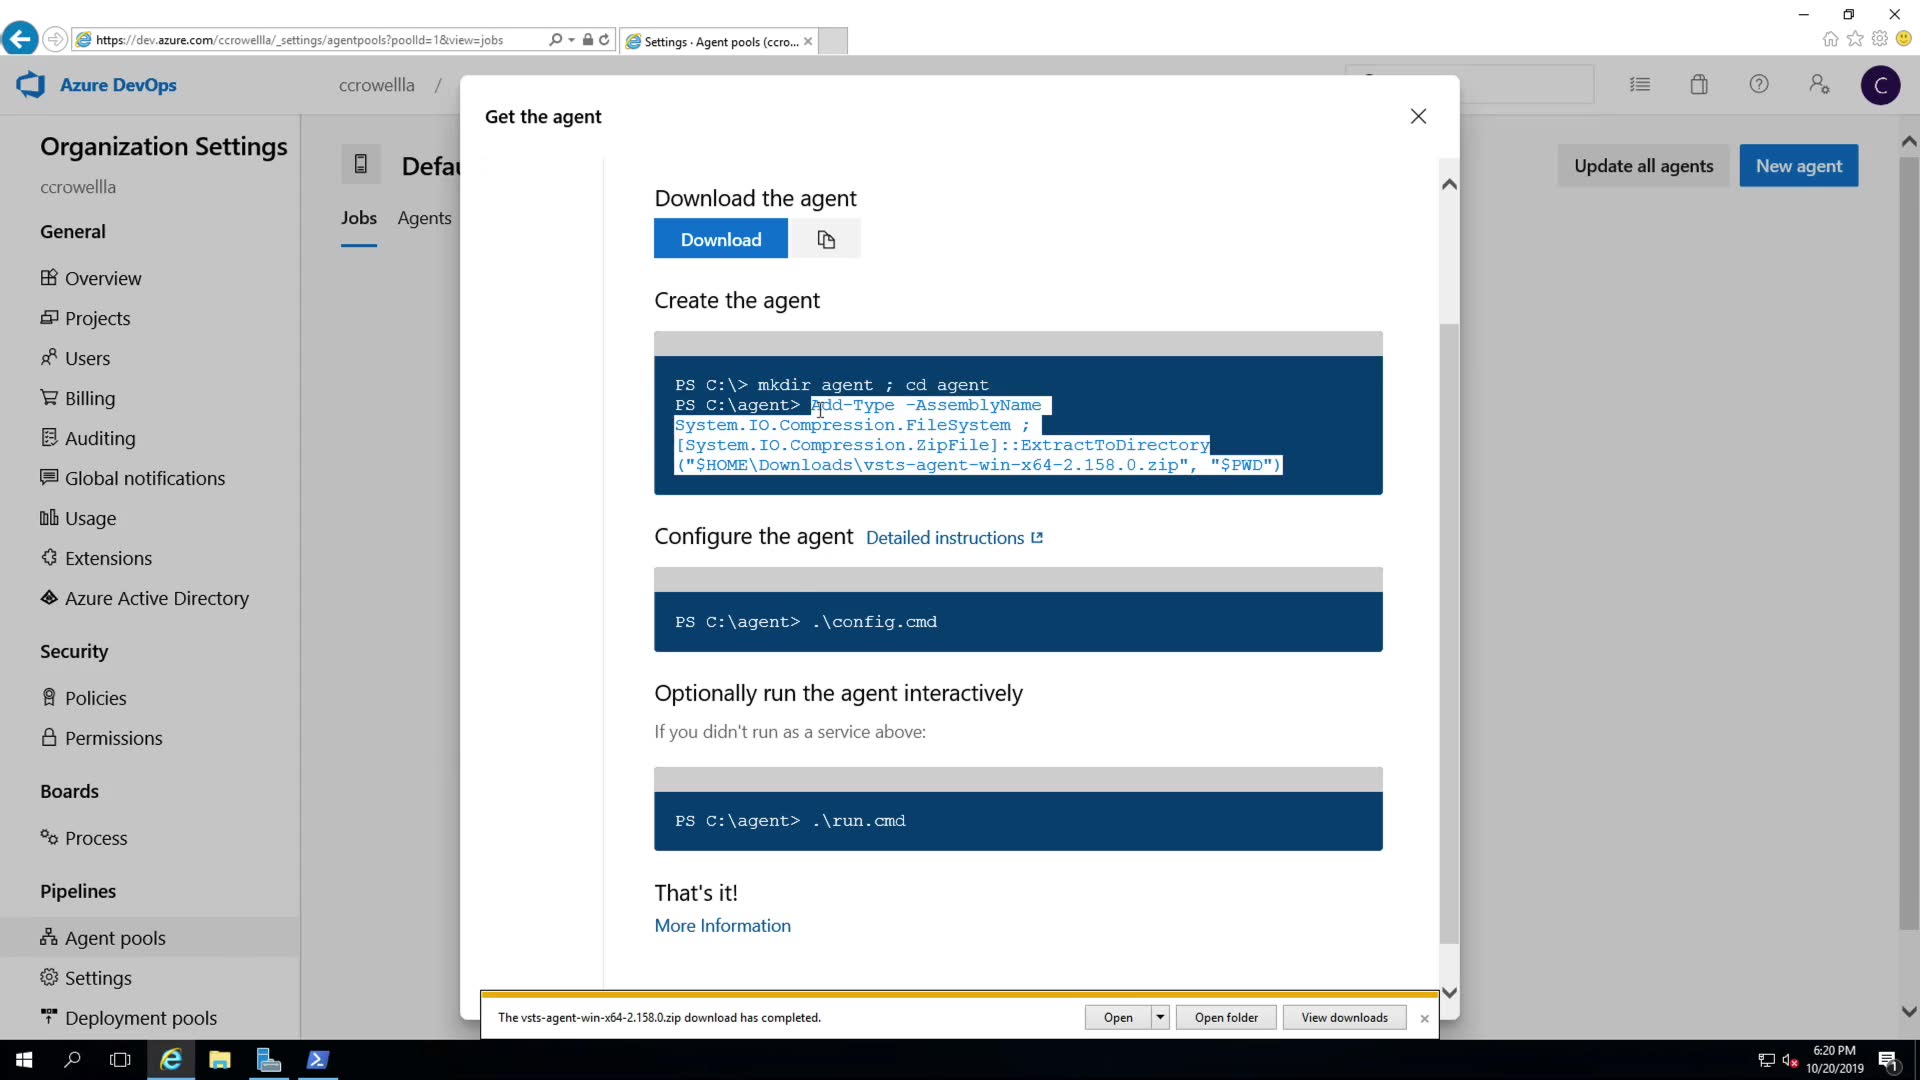 https://dev.azure.com/ccrowellla/_settings/agentpools?poolId=1&view=jobs
Settings · Agent pools (ccro...
Azure DevOps
ccrowellla /
C
Get the agent
Organization Settings
ccrowellla
Defau
Update all agents
New agent
Jobs
Agents
General
Overview
Projects
Users
Billing
Auditing
Global notifications
Usage
Extensions
Azure Active Directory
Security
Policies
Permissions
Boards
Process
Pipelines
Agent pools
Settings
Deployment pools
Download the agent
Download
Create the agent
PS C:\> mkdir agent ; cd agent
PS C:\agent> Add-Type -AssemblyName
System.IO.Compression.FileSystem ;
[System.IO.Compression.ZipFile]::ExtractToDirectory
("$HOME\Downloads\vsts-agent-win-x64-2.158.0.zip", "$PWD")
Configure the agent Detailed instructions
PS C:\agent> .\config.cmd
Optionally run the agent interactively
If you didn't run as a service above:
PS C:\agent> .\run.cmd
That's it!
More Information
The vsts-agent-win-x64-2.158.0.zip download has completed.
Open
Open folder
View downloads
6:20 PM
10/20/2019
1